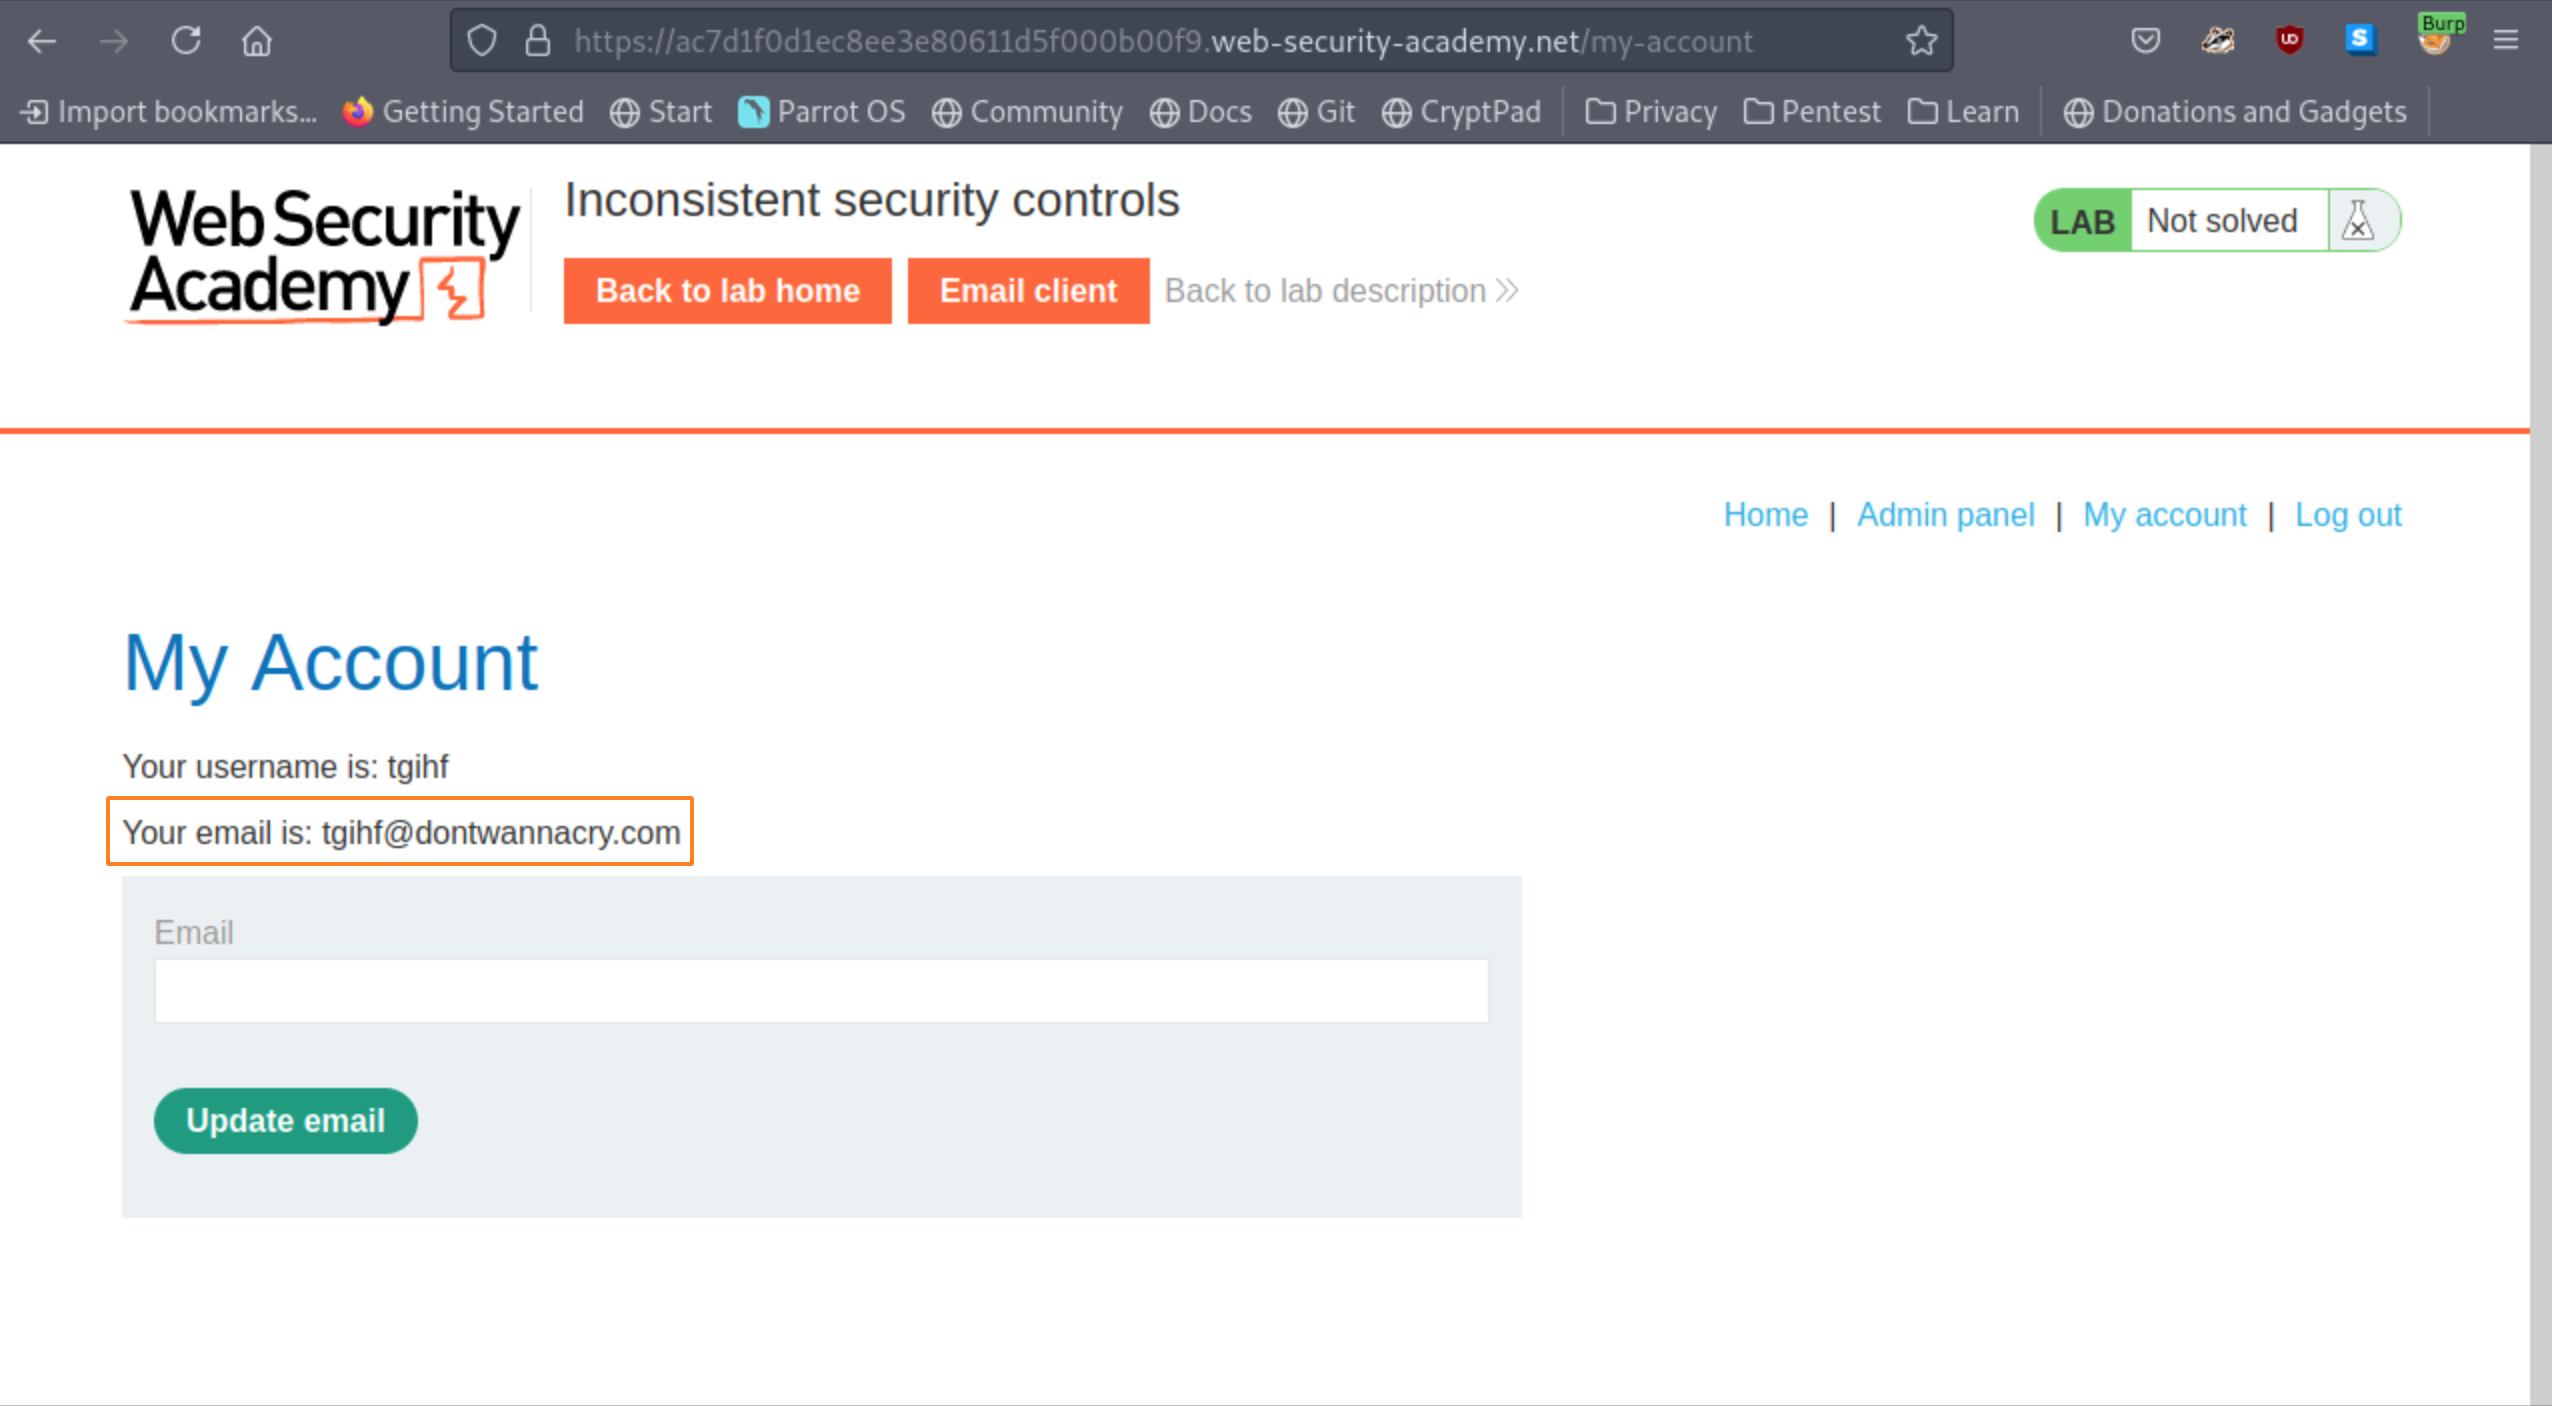 https://ac7d1f0d1ec8ee3e80611d5f000b00f9.web-security-academy.net/my-account
Burp
Import bookmarks... Getting Started Start Parrot OS Community Docs Git CryptPad Privacy Pentest Learn Donations and Gadgets
Web Security
Academy
Inconsistent security controls
Back to lab home Email client Back to lab description
LAB Not solved
Home | Admin panel | My account | Log out
My Account
Your username is: tgihf
Your email is: tgihf@dontwannacry.com
Email
Update email